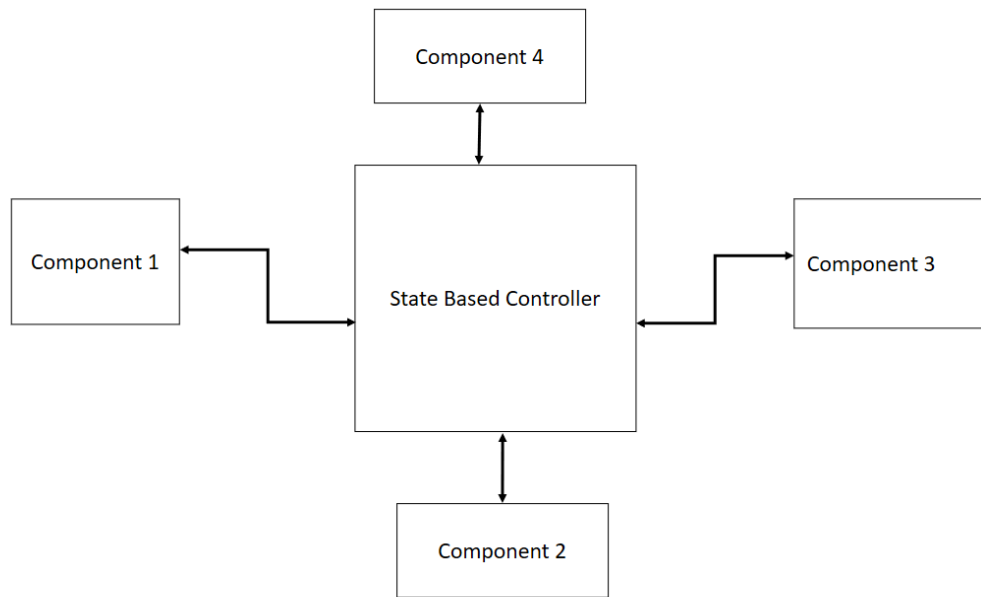 Component 4
Component 1
State Based Controller
Component 3
Component 2